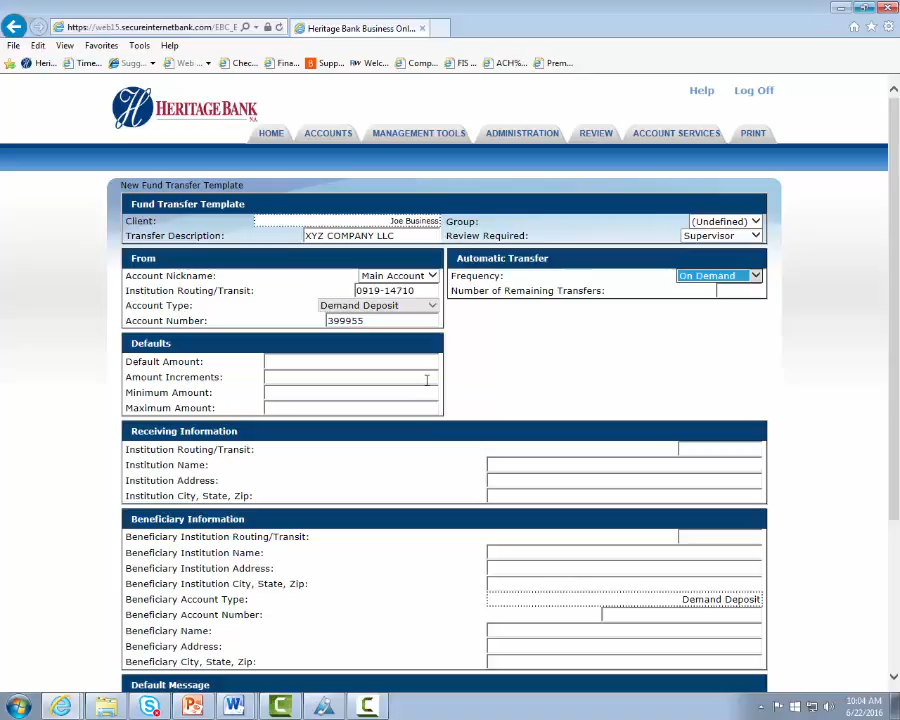 https://web15.secureinternetbank.com/EBC_E
Heritage Bank Business Onl...
File Edit View Favorites Tools Help
Heri... Time... Sugg... Web ... Chec... Fina... Supp... Welc... Comp... FIS ... ACH%... Prem...
Help Log Off
HERITAGE BANK N.A.
HOME ACCOUNTS MANAGEMENT TOOLS ADMINISTRATION REVIEW ACCOUNT SERVICES PRINT
New Fund Transfer Template
Fund Transfer Template
Client: Joe Business Group: (Undefined)
Transfer Description: XYZ COMPANY LLC Review Required: Supervisor
From
Account Nickname: Main Account
Institution Routing/Transit: 0919-14710
Account Type: Demand Deposit
Account Number: 399955
Automatic Transfer
Frequency: On Demand
Number of Remaining Transfers:
Defaults
Default Amount:
Amount Increments:
Minimum Amount:
Maximum Amount:
Receiving Information
Institution Routing/Transit:
Institution Name:
Institution Address:
Institution City, State, Zip:
Beneficiary Information
Beneficiary Institution Routing/Transit:
Beneficiary Institution Name:
Beneficiary Institution Address:
Beneficiary Institution City, State, Zip:
Beneficiary Account Type: Demand Deposit
Beneficiary Account Number:
Beneficiary Name:
Beneficiary Address:
Beneficiary City, State, Zip:
Default Message
10:04 AM
6/22/2016